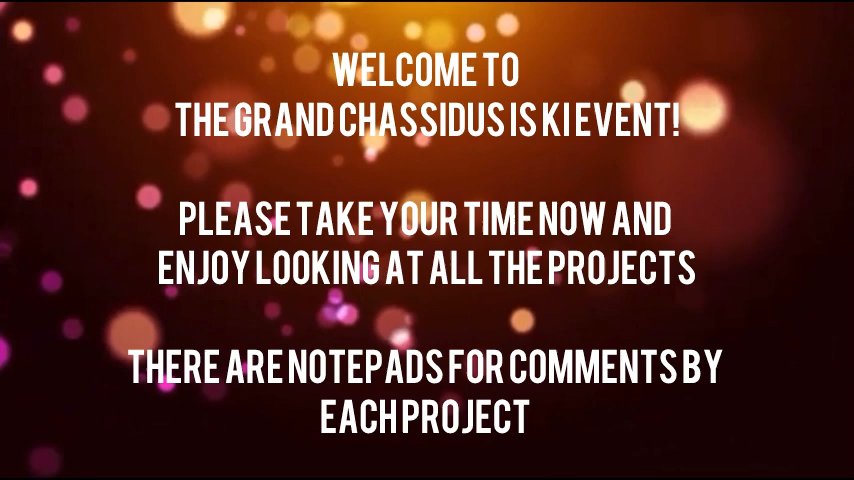 WELCOME TO
THE GRAND CHASSIDUS IS KI EVENT!
PLEASE TAKE YOUR TIME NOW AND
ENJOY LOOKING AT ALL THE PROJECTS
THERE ARE NOTEPADS FOR COMMENTS BY
EACH PROJECT